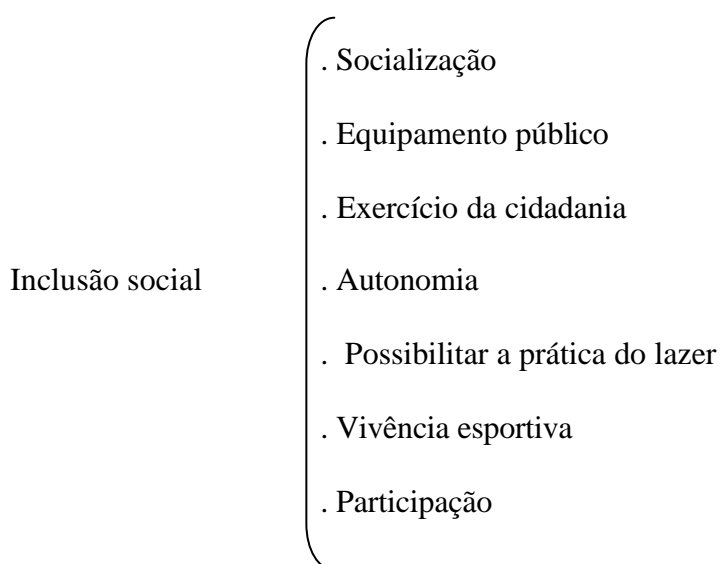 . Socialização
. Equipamento público
. Exercício da cidadania
Inclusão social . Autonomia
. Possibilitar a prática do lazer
. Vivência esportiva
. Participação